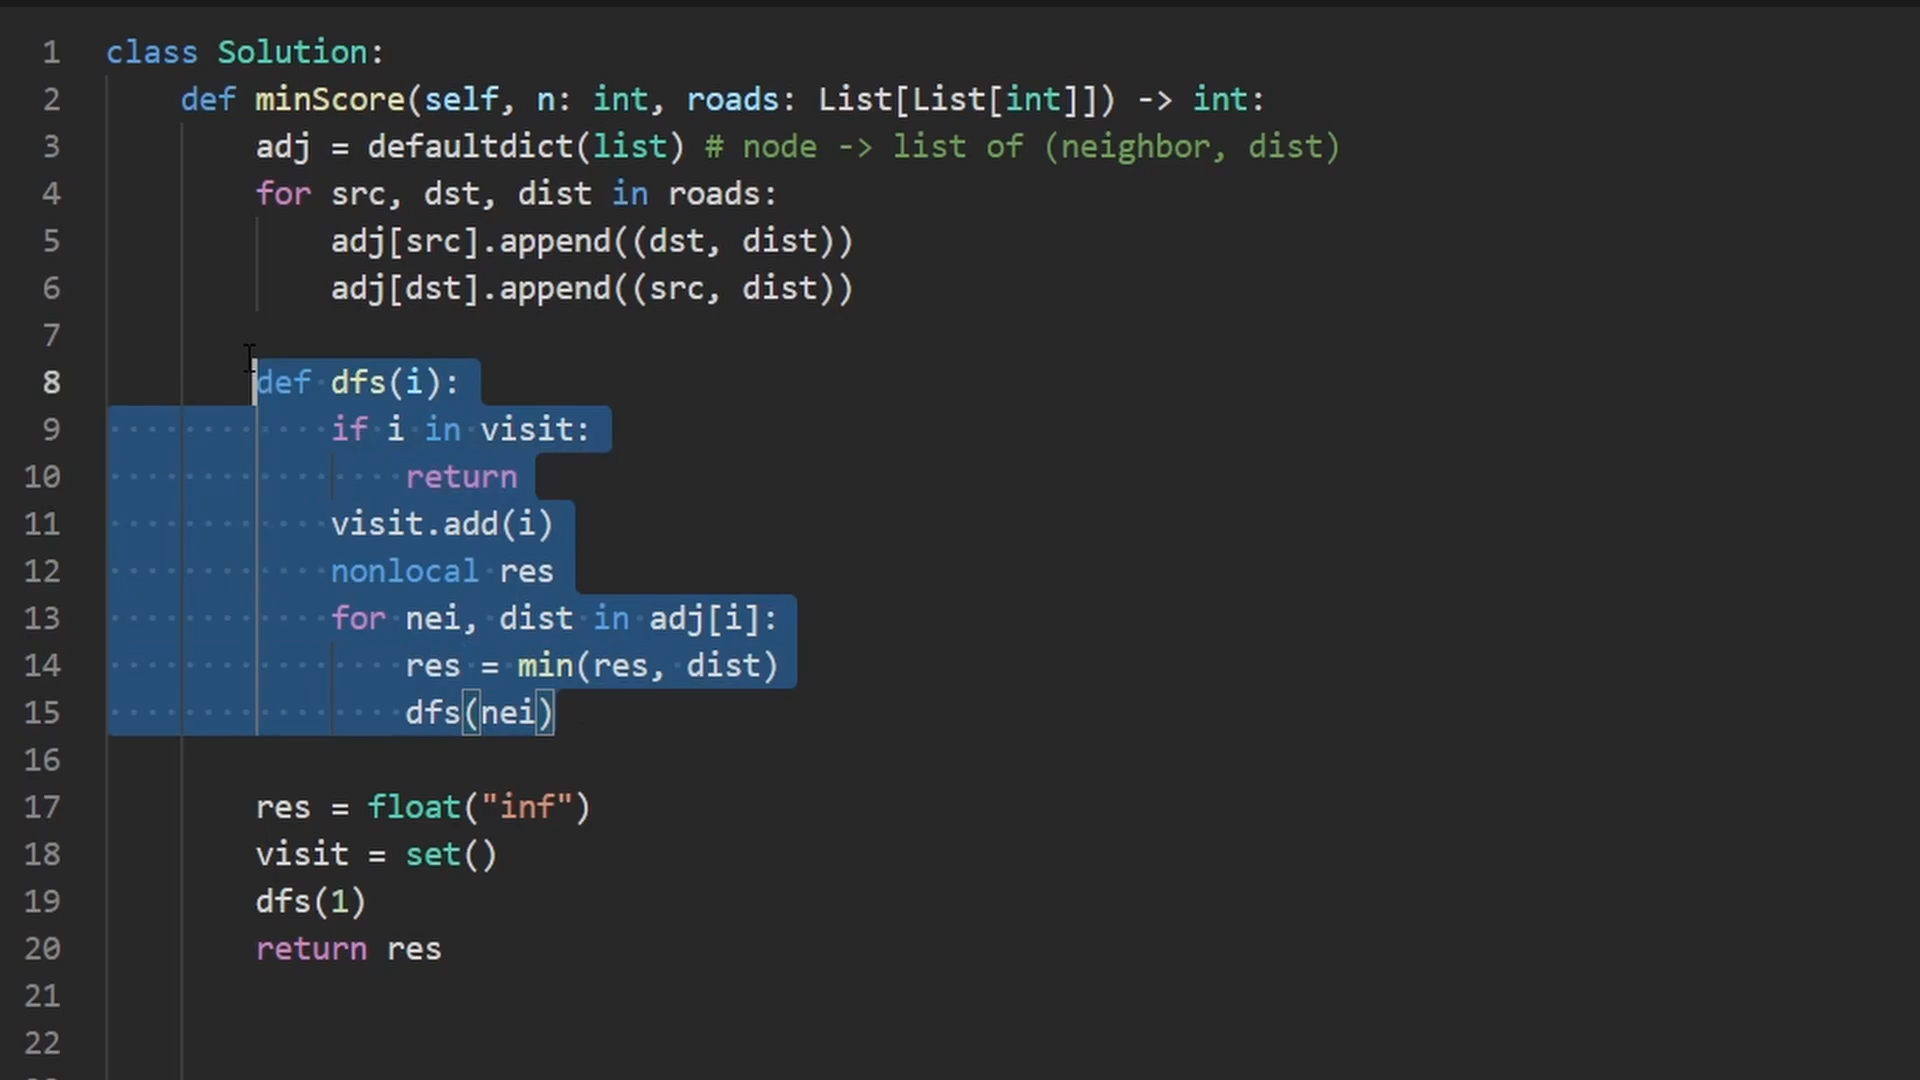 1 class Solution:
2 def minScore(self, n: int, roads: List[List[int]]) -> int:
3 adj = defaultdict(list) # node -> list of (neighbor, dist)
4 for src, dst, dist in roads:
5 adj[src].append((dst, dist))
6 adj[dst].append((src, dist))
7
8 def dfs(i):
9 if i in visit:
10 return
11 visit.add(i)
12 nonlocal res
13 for nei, dist in adj[i]:
14 res = min(res, dist)
15 dfs(nei)
16
17 res = float("inf")
18 visit = set()
19 dfs(1)
20 return res
21
22